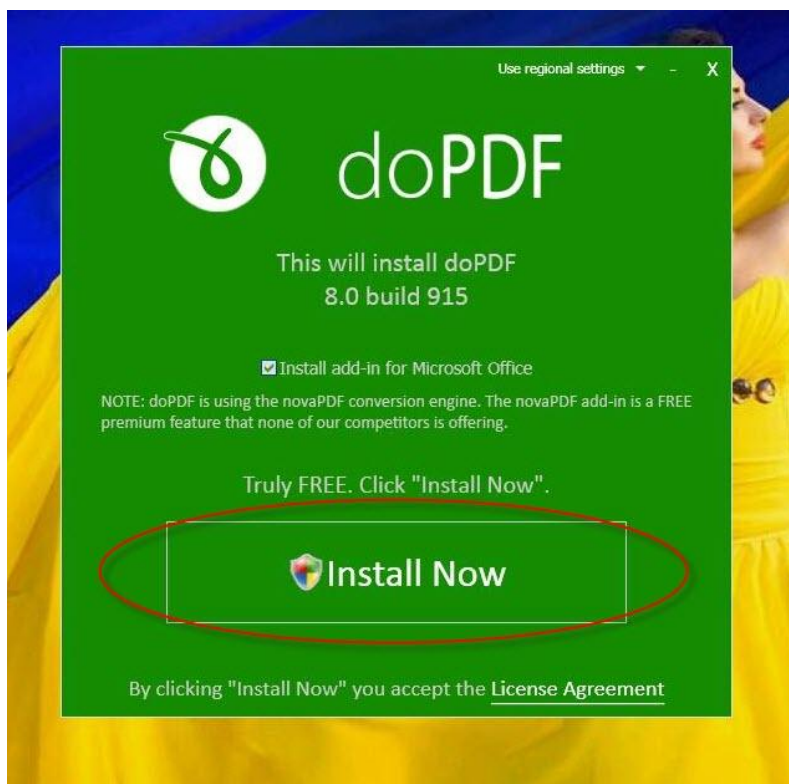 Use regional settings
X
doPDF
This will install doPDF
8.0 build 915
Install add-in for Microsoft Office
NOTE: doPDF is using the novaPDF conversion engine. The novaPDF add-in is a FREE
premium feature that none of our competitors is offering.
Truly FREE. Click "Install Now".
Install Now
By clicking "Install Now" you accept the License Agreement